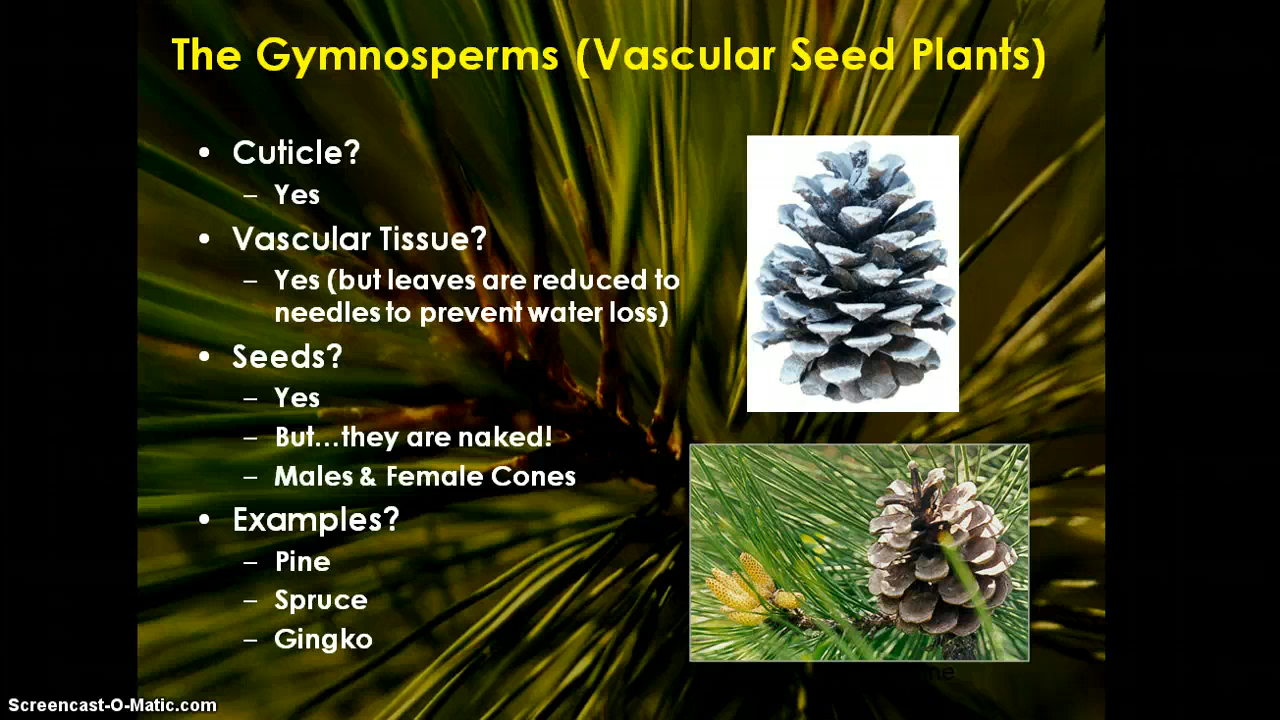 The Gymnosperms (Vascular Seed Plants)
• Cuticle?
– Yes
• Vascular Tissue?
– Yes (but leaves are reduced to
needles to prevent water loss)
• Seeds?
– Yes
– But...they are naked!
– Males & Female Cones
• Examples?
– Pine
– Spruce
– Gingko
Screencast-O-Matic.com